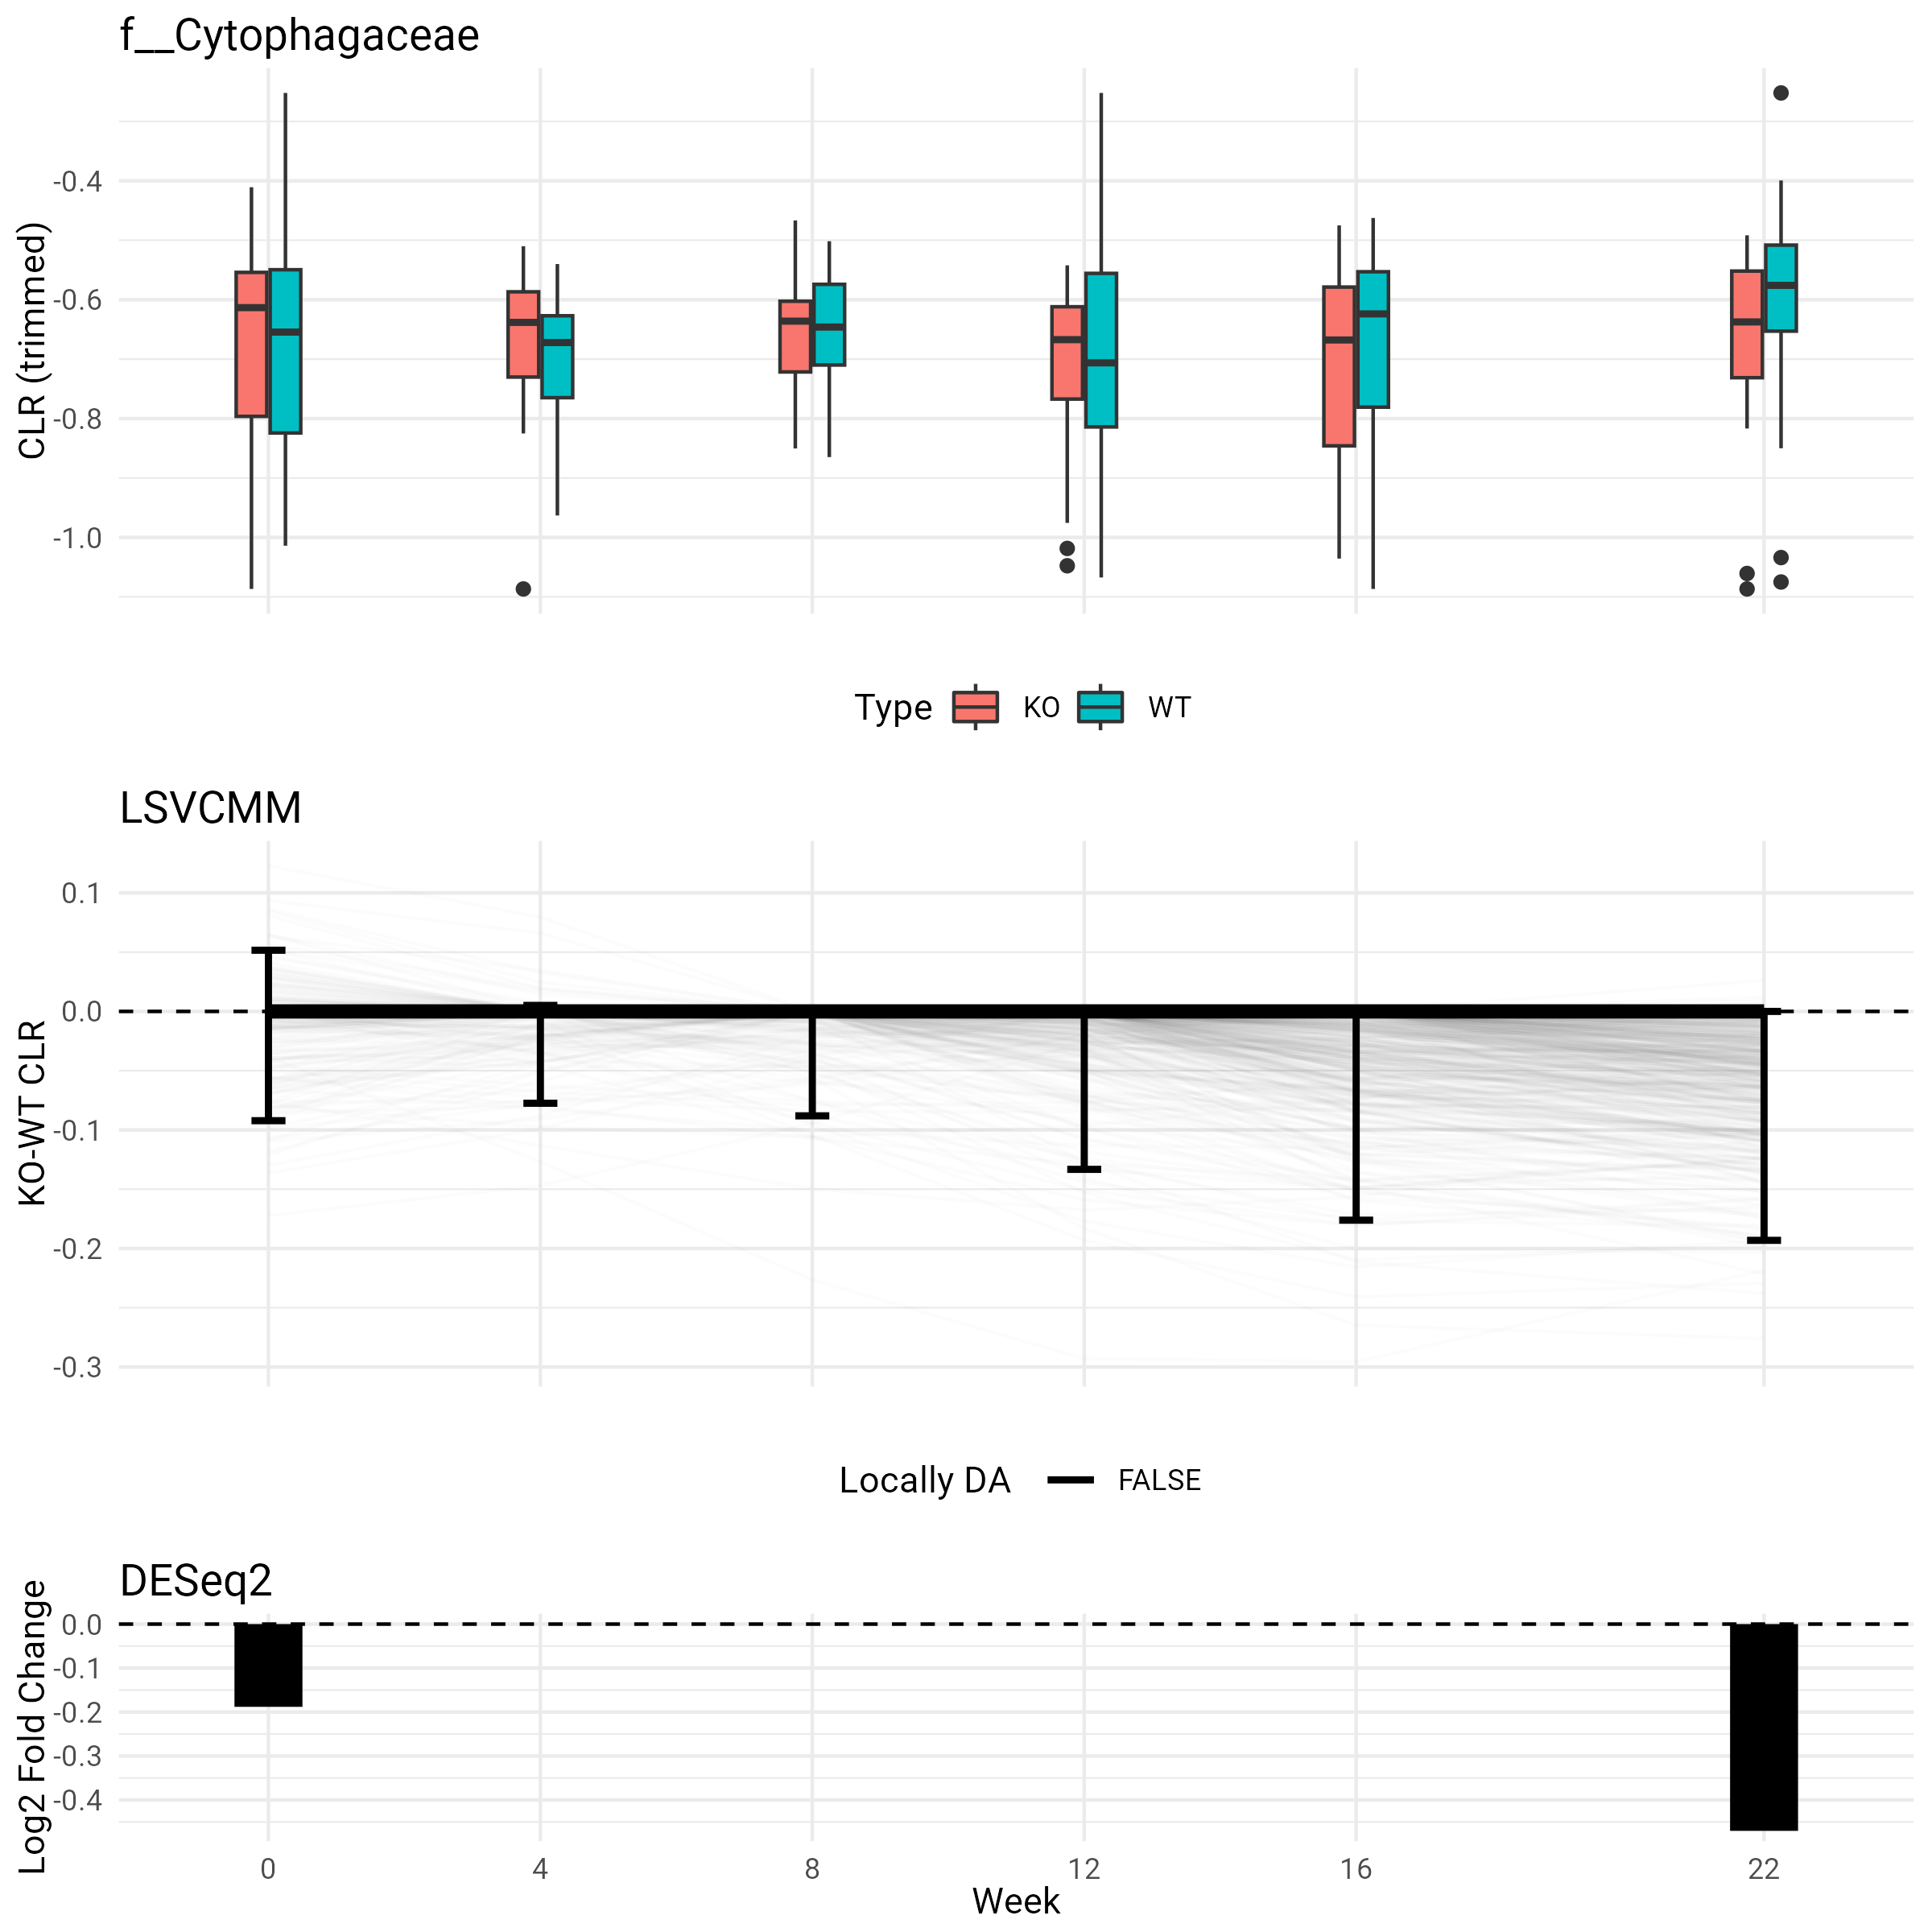 f__Cytophagaceae
CLR (trimmed)
-0.4
-0.6
-0.8
-1.0
Type KO WT
LSVCMM
KO-WT CLR
0.1
0.0
-0.1
-0.2
-0.3
Locally DA FALSE
DESeq2
Log2 Fold Change
0.0
-0.1
-0.2
-0.3
-0.4
0 4 8 12 16 22
Week